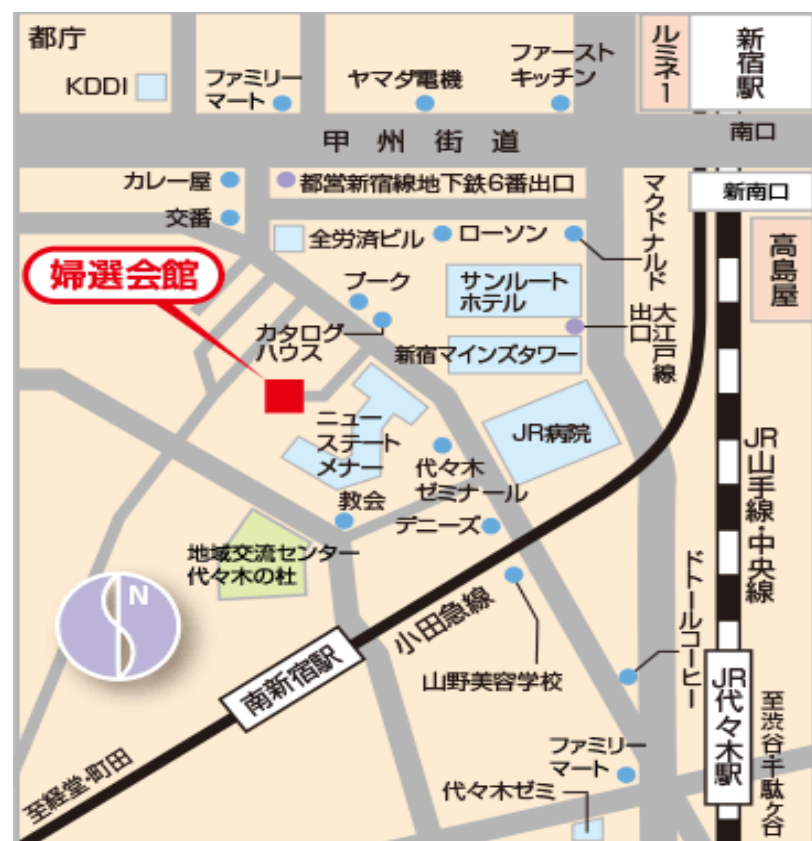 都庁
KDDI
ファミリー
マート
ヤマダ電機
ファースト
キッチン
ルミネ1
新宿駅
南口
甲州街道
新南口
カレー屋
都営新宿線地下鉄6番出口
交番
全労済ビル
ローソン
マクドナルド
高島屋
婦選会館
プーク
サンルート
ホテル
カタログ
ハウス
新宿マインズタワー
大江戸線
出口
ニュー
ステート
メナー
JR病院
代々木
ゼミナール
JR山手線・中央線
教会
デニーズ
地域交流センター
代々木の杜
N
小田急線
ドトールコーヒー
南新宿駅
山野美容学校
JR代々木駅
至渋谷・千駄ヶ谷
至経堂・町田
ファミリー
マート
代々木ゼミ